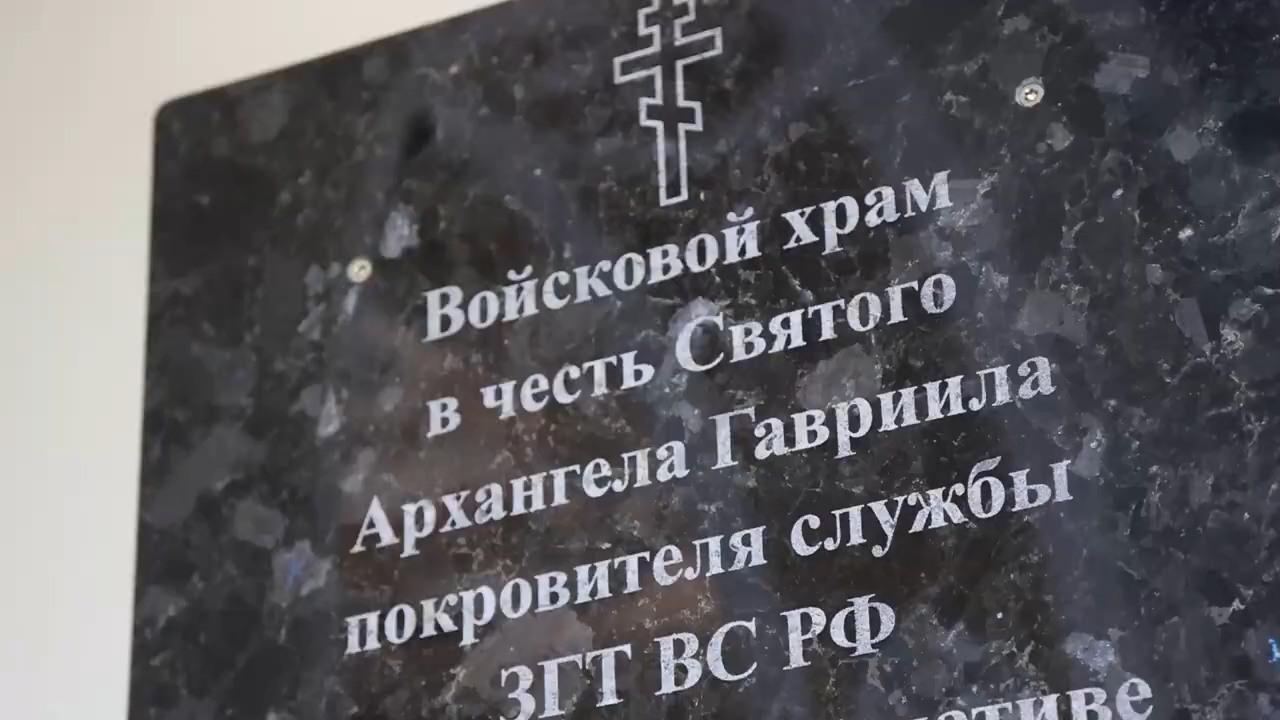 Войсковой храм
в честь Святого
Архангела Гавриила
покровителя службы
ЗГТ ВС РФ